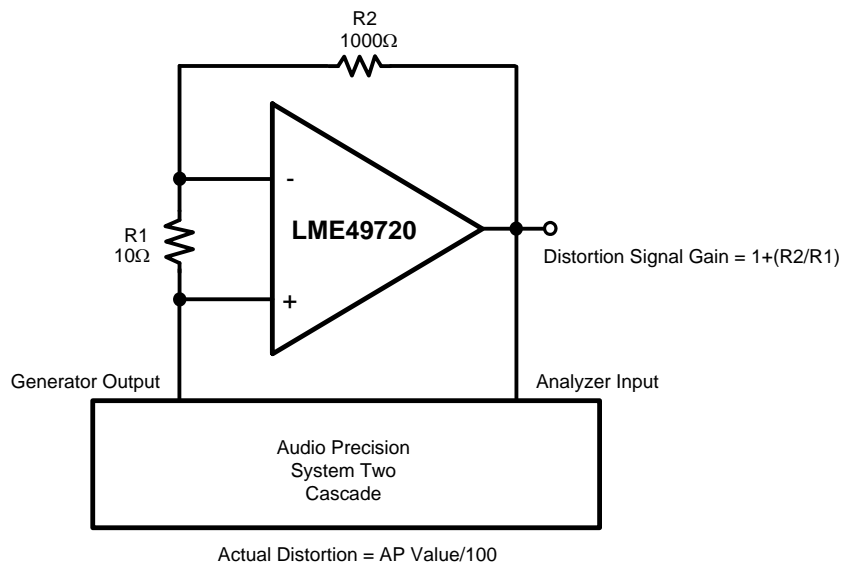 R2
1000Ω
-
R1
10Ω
LME49720
+
Distortion Signal Gain = 1+(R2/R1)
Generator Output
Analyzer Input
Audio Precision
System Two
Cascade
Actual Distortion = AP Value/100